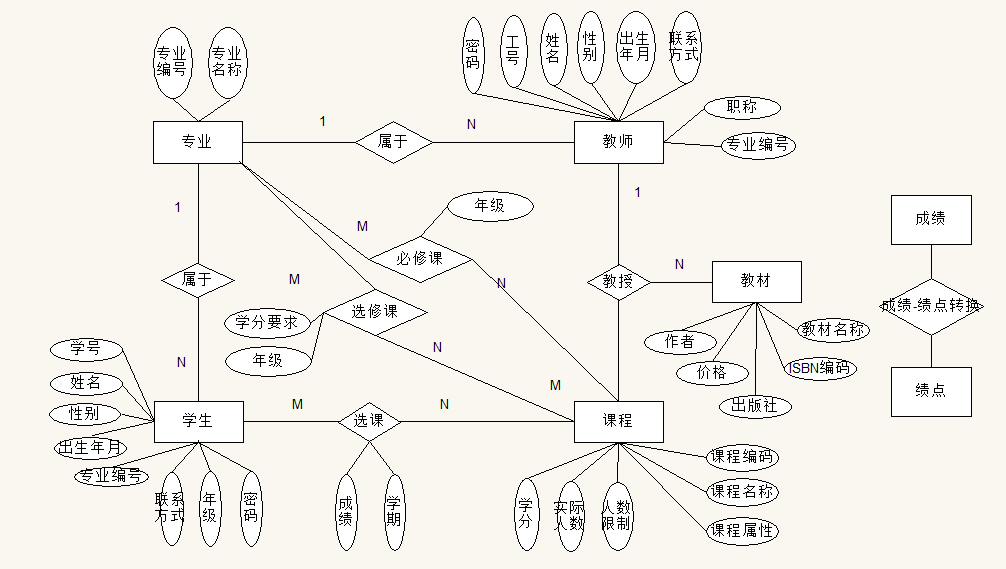 专业
编号
专业
名称
密
码
工
号
姓
名
性
别
出生
年月
联系
方式
职称
专业编号
专业
1
属于
N
教师
1
M
年级
必修课
1
成绩
属于
M
N
教授
N
教材
成绩-绩点转换
学分要求
选修课
教材名称
作者
年级
N
价格
ISBN编码
出版社
绩点
学号
N
姓名
M
性别
学生
M
选课
N
课程
出生年月
专业编号
课程编码
课程名称
课程属性
联系
方式
年
级
密
码
成
绩
学
期
学
分
实际
人数
人数
限制